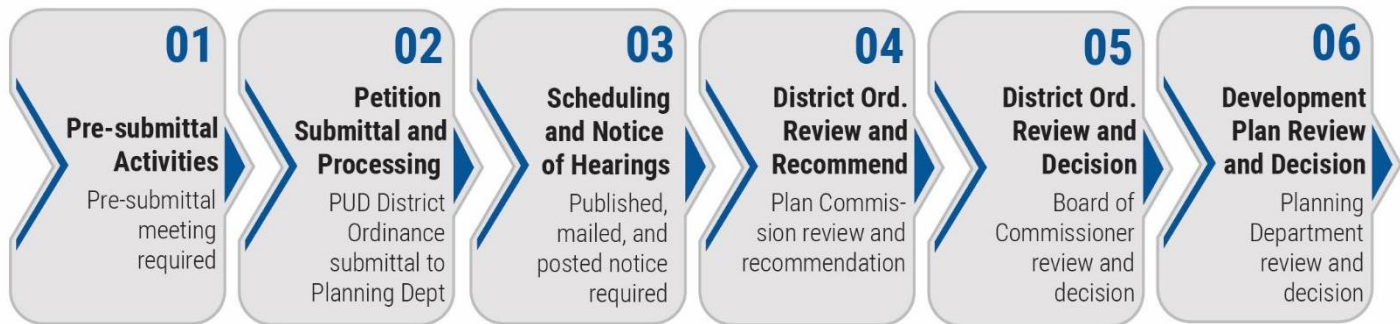 01
Pre-submittal
Activities
Pre-submittal
meeting
required
02
Petition
Submittal and
Processing
PUD District
Ordinance
submittal to
Planning Dept
03
Scheduling
and Notice
of Hearings
Published,
mailed, and
posted notice
required
04
District Ord.
Review and
Recommend
Plan Commis-
sion review and
recommendation
05
District Ord.
Review and
Decision
Board of
Commissioner
review and
decision
06
Development
Plan Review
and Decision
Planning
Department
review and
decision